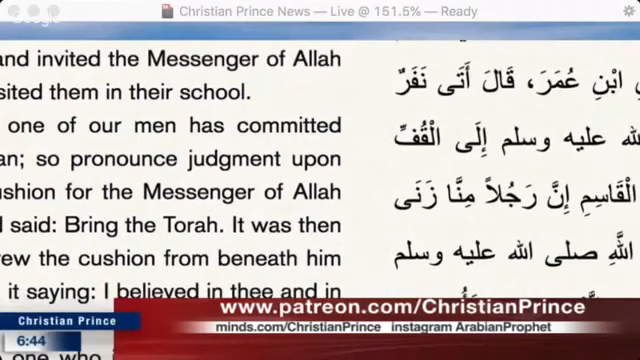 Christian Prince News — Live @ 151.5% — Ready
and invited the Messenger of Allah
sited them in their school.
one of our men has committed
an; so pronounce judgment upon
ushion for the Messenger of Allah
said: Bring the Torah. It was then
rew the cushion from beneath him
it saying: I believed in thee and in
one who
ابْنِ عُمَرَ، قَالَ أَتَى نَفَرٌ
الله عليه وسلم إِلَى الْقُفِّ
الْقَاسِمِ إِنَّ رَجُلاً مِنَّا زَنَى
اللَّهِ صلى الله عليه وسلم
www.patreon.com/ChristianPrince
minds.com/ChristianPrince instagram ArabianProphet
Christian Prince
6:44